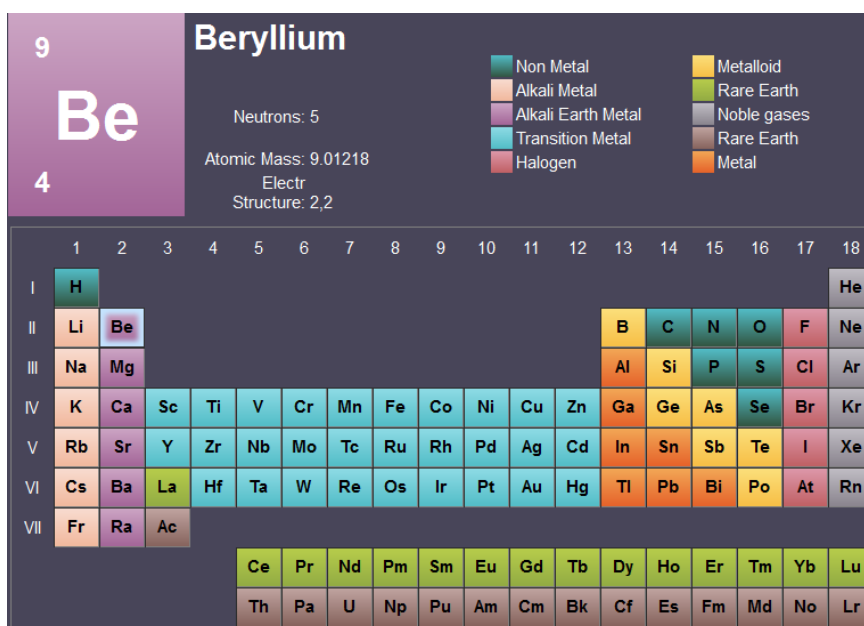 9
Be
4
Beryllium
Neutrons: 5
Atomic Mass: 9.01218
Electr
Structure: 2,2
Non Metal
Alkali Metal
Alkali Earth Metal
Transition Metal
Halogen
Metalloid
Rare Earth
Noble gases
Rare Earth
Metal
1 2 3 4 5 6 7 8 9 10 11 12 13 14 15 16 17 18
I H He
II Li Be B C N O F Ne
III Na Mg Al Si P S Cl Ar
IV K Ca Sc Ti V Cr Mn Fe Co Ni Cu Zn Ga Ge As Se Br Kr
V Rb Sr Y Zr Nb Mo Tc Ru Rh Pd Ag Cd In Sn Sb Te I Xe
VI Cs Ba La Hf Ta W Re Os Ir Pt Au Hg Tl Pb Bi Po At Rn
VII Fr Ra Ac
Ce Pr Nd Pm Sm Eu Gd Tb Dy Ho Er Tm Yb Lu
Th Pa U Np Pu Am Cm Bk Cf Es Fm Md No Lr